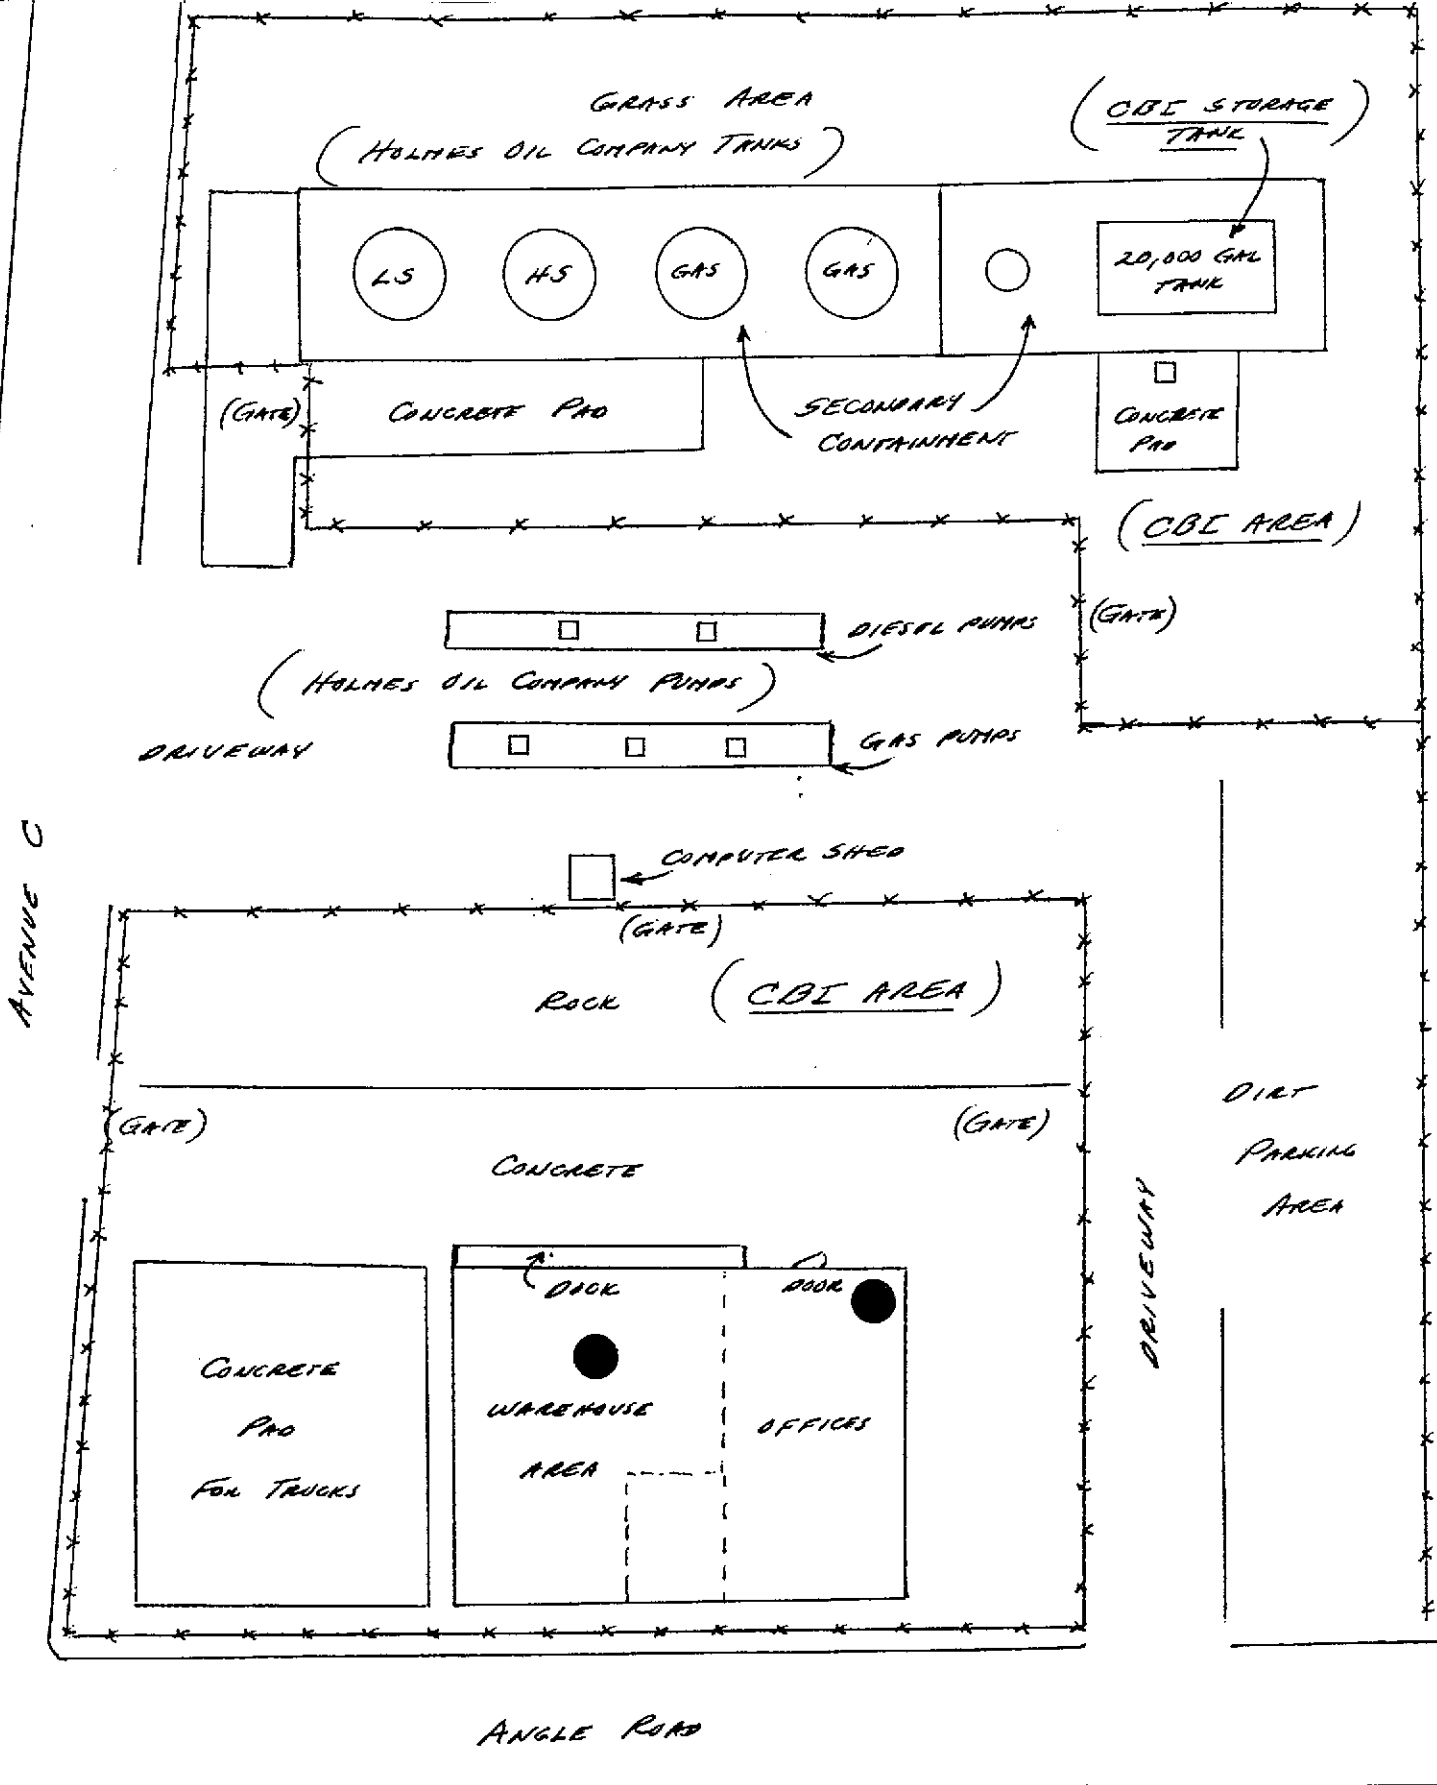 GRASS AREA
(HOLMES OIL COMPANY TANKS)
(CBI STORAGE
TANK)
LS
HS
GAS
GAS
20,000 GAL
TANK
(GATE)
CONCRETE PAD
SECONDARY
CONTAINMENT
CONCRETE
PAD
(CBI AREA)
(GATE)
DIESEL PUMPS
(HOLMES OIL COMPANY PUMPS)
DRIVEWAY
GAS PUMPS
AVENUE C
COMPUTER SHED
(GATE)
ROCK
(CBI AREA)
(GATE)
(GATE)
CONCRETE
DIRT
PARKING
AREA
DRIVEWAY
DOCK
DOOR
CONCRETE
PAD
FOR TRUCKS
WAREHOUSE
AREA
OFFICES
ANGLE ROAD